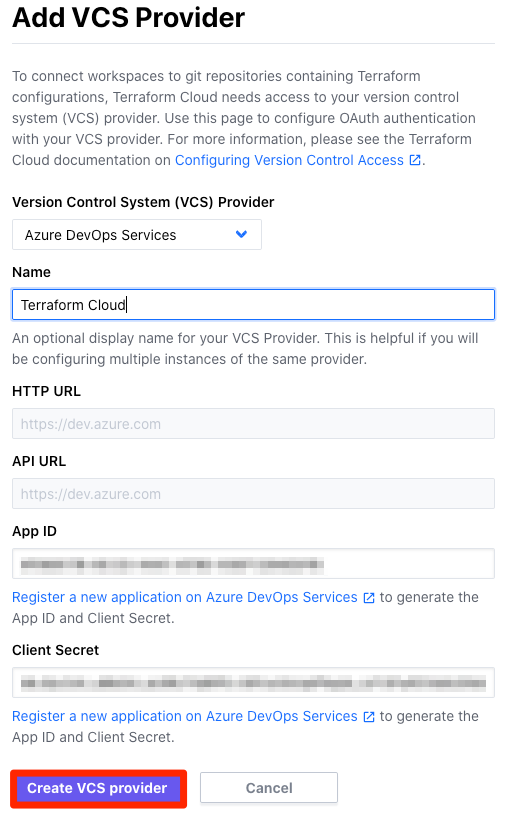 Add VCS Provider
To connect workspaces to git repositories containing Terraform
configurations, Terraform Cloud needs access to your version control
system (VCS) provider. Use this page to configure OAuth authentication
with your VCS provider. For more information, please see the Terraform
Cloud documentation on Configuring Version Control Access.
Version Control System (VCS) Provider
Azure DevOps Services
Name
Terraform Cloud
An optional display name for your VCS Provider. This is helpful if you will
be configuring multiple instances of the same provider.
HTTP URL
https://dev.azure.com
API URL
https://dev.azure.com
App ID
Register a new application on Azure DevOps Services to generate the
App ID and Client Secret.
Client Secret
Register a new application on Azure DevOps Services to generate the
App ID and Client Secret.
Create VCS provider
Cancel